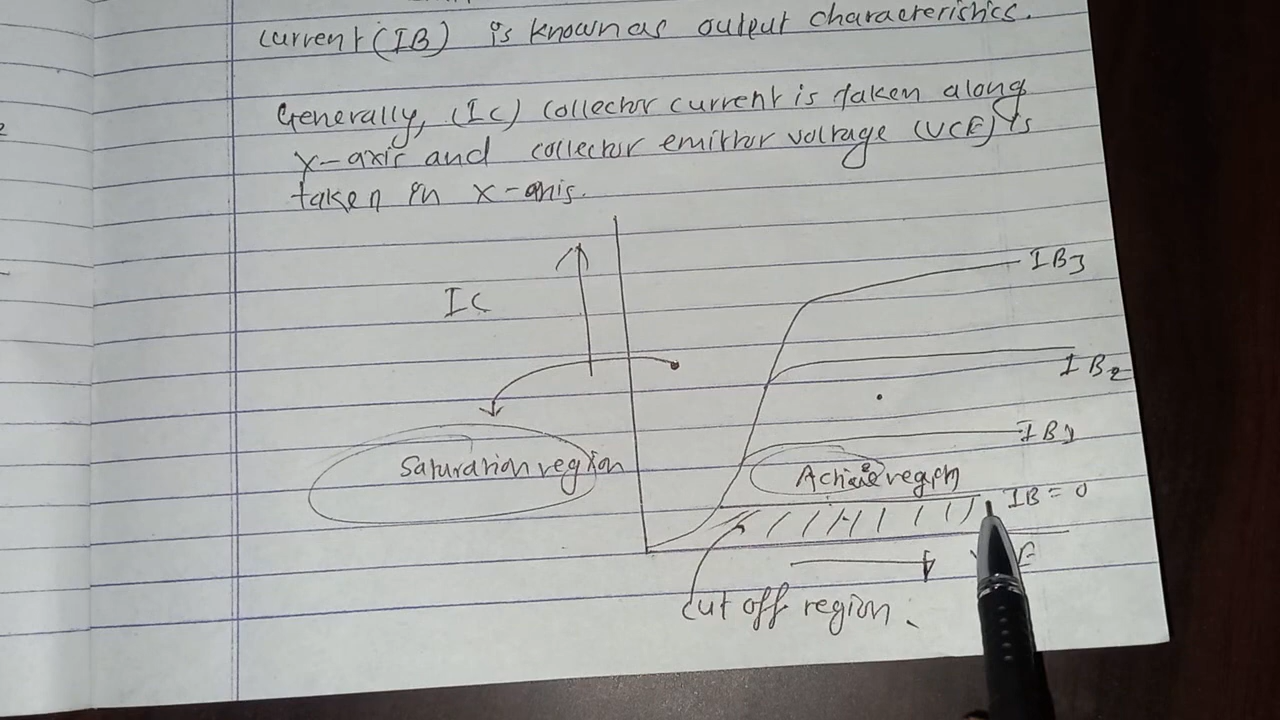 current (IB) is known as output characteristics.
Generally, (IC) collector current is taken along
X-axis and collector emittor voltage (VCE) is
taken in X-axis.
IB3
IC
IB2
IB1
Saturation region
Active region
IB = 0
cut off region.